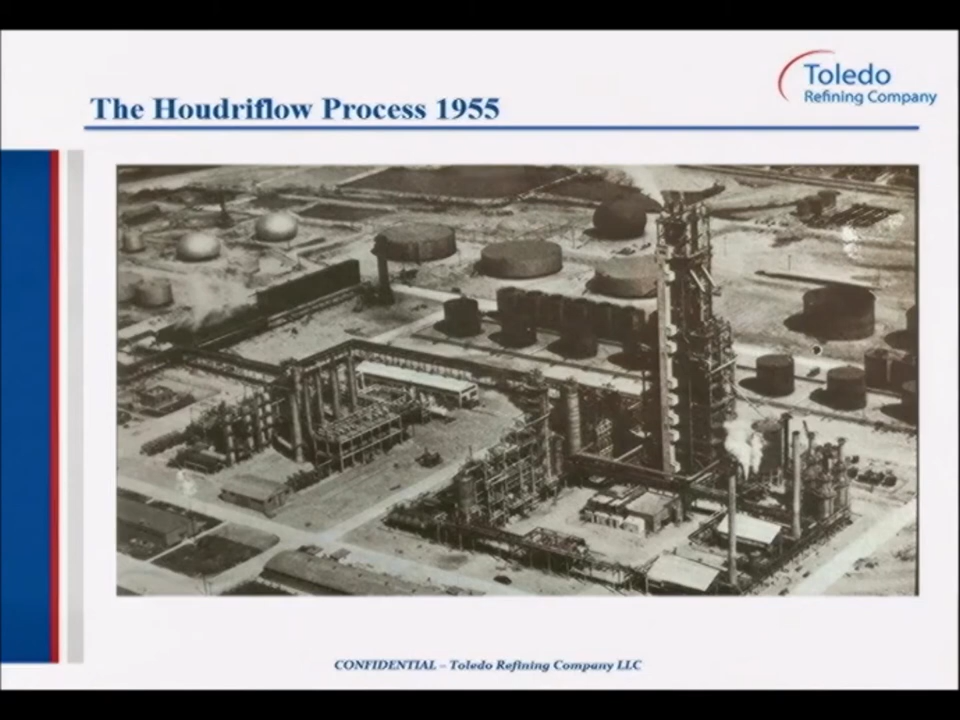 Toledo
Refining Company
The Houdriflow Process 1955
CONFIDENTIAL – Toledo Refining Company LLC